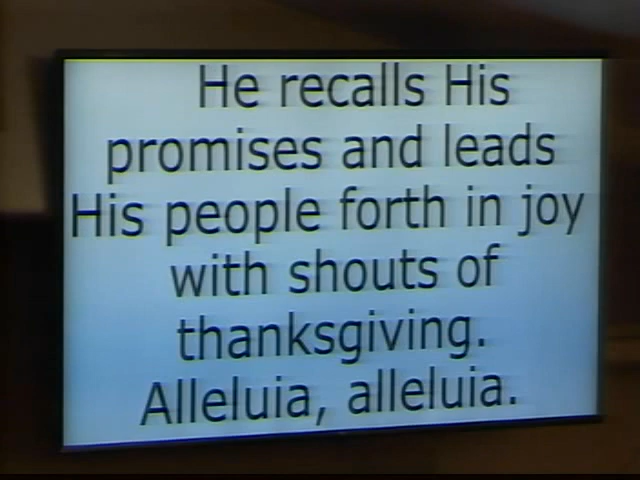 He recalls His
promises and leads
His people forth in joy
with shouts of
thanksgiving.
Alleluia, alleluia.